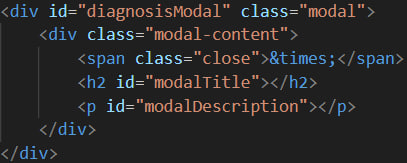 <div id="diagnosisModal" class="modal">
    <div class="modal-content">
        <span class="close">&times;</span>
        <h2 id="modalTitle"></h2>
        <p id="modalDescription"></p>
    </div>
</div>